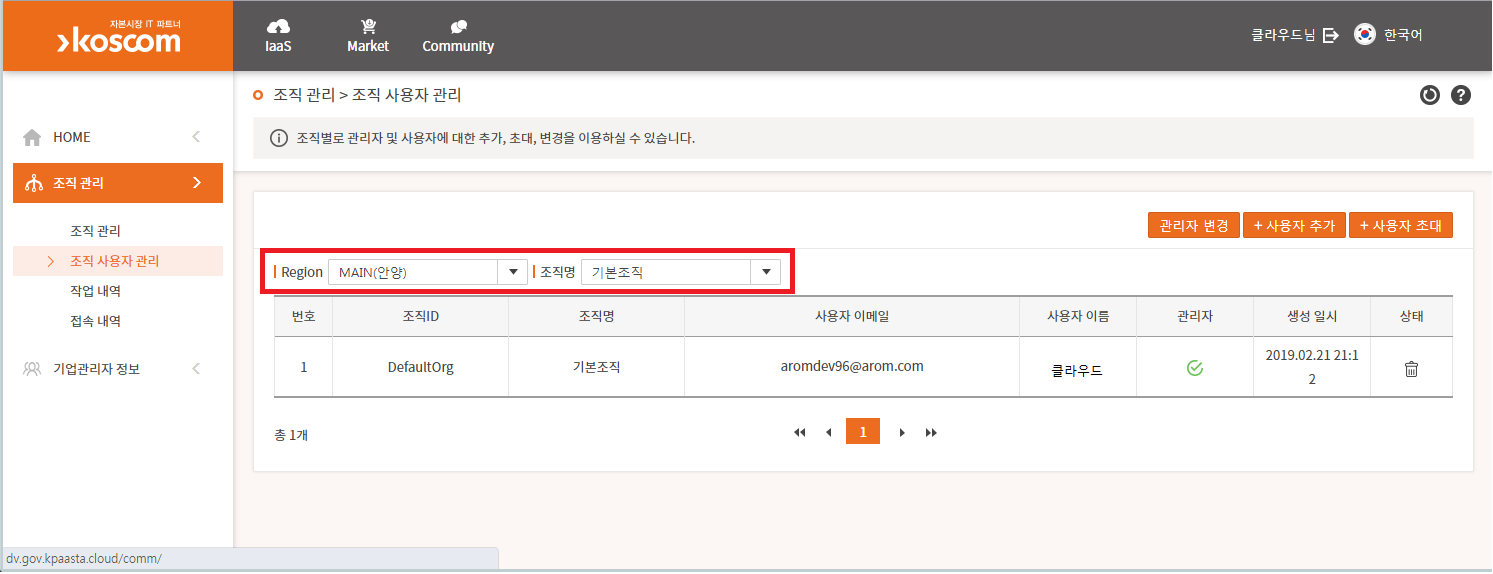 자본시장 IT 파트너
koscom
IaaS
Market
Community
클라우드님
한국어
HOME
조직 관리
조직 관리
조직 사용자 관리
작업 내역
접속 내역
기업관리자 정보
조직 관리 > 조직 사용자 관리
?
조직별로 관리자 및 사용자에 대한 추가, 초대, 변경을 이용하실 수 있습니다.
관리자 변경 + 사용자 추가 + 사용자 초대
Region MAIN(안양) 조직명 기본조직
번호 조직ID 조직명 사용자 이메일 사용자 이름 관리자 생성 일시 상태
1 DefaultOrg 기본조직 aromdev96@arom.com 클라우드 2019.02.21 21:1
2
총 1개
1
dv.gov.kpaasta.cloud/comm/